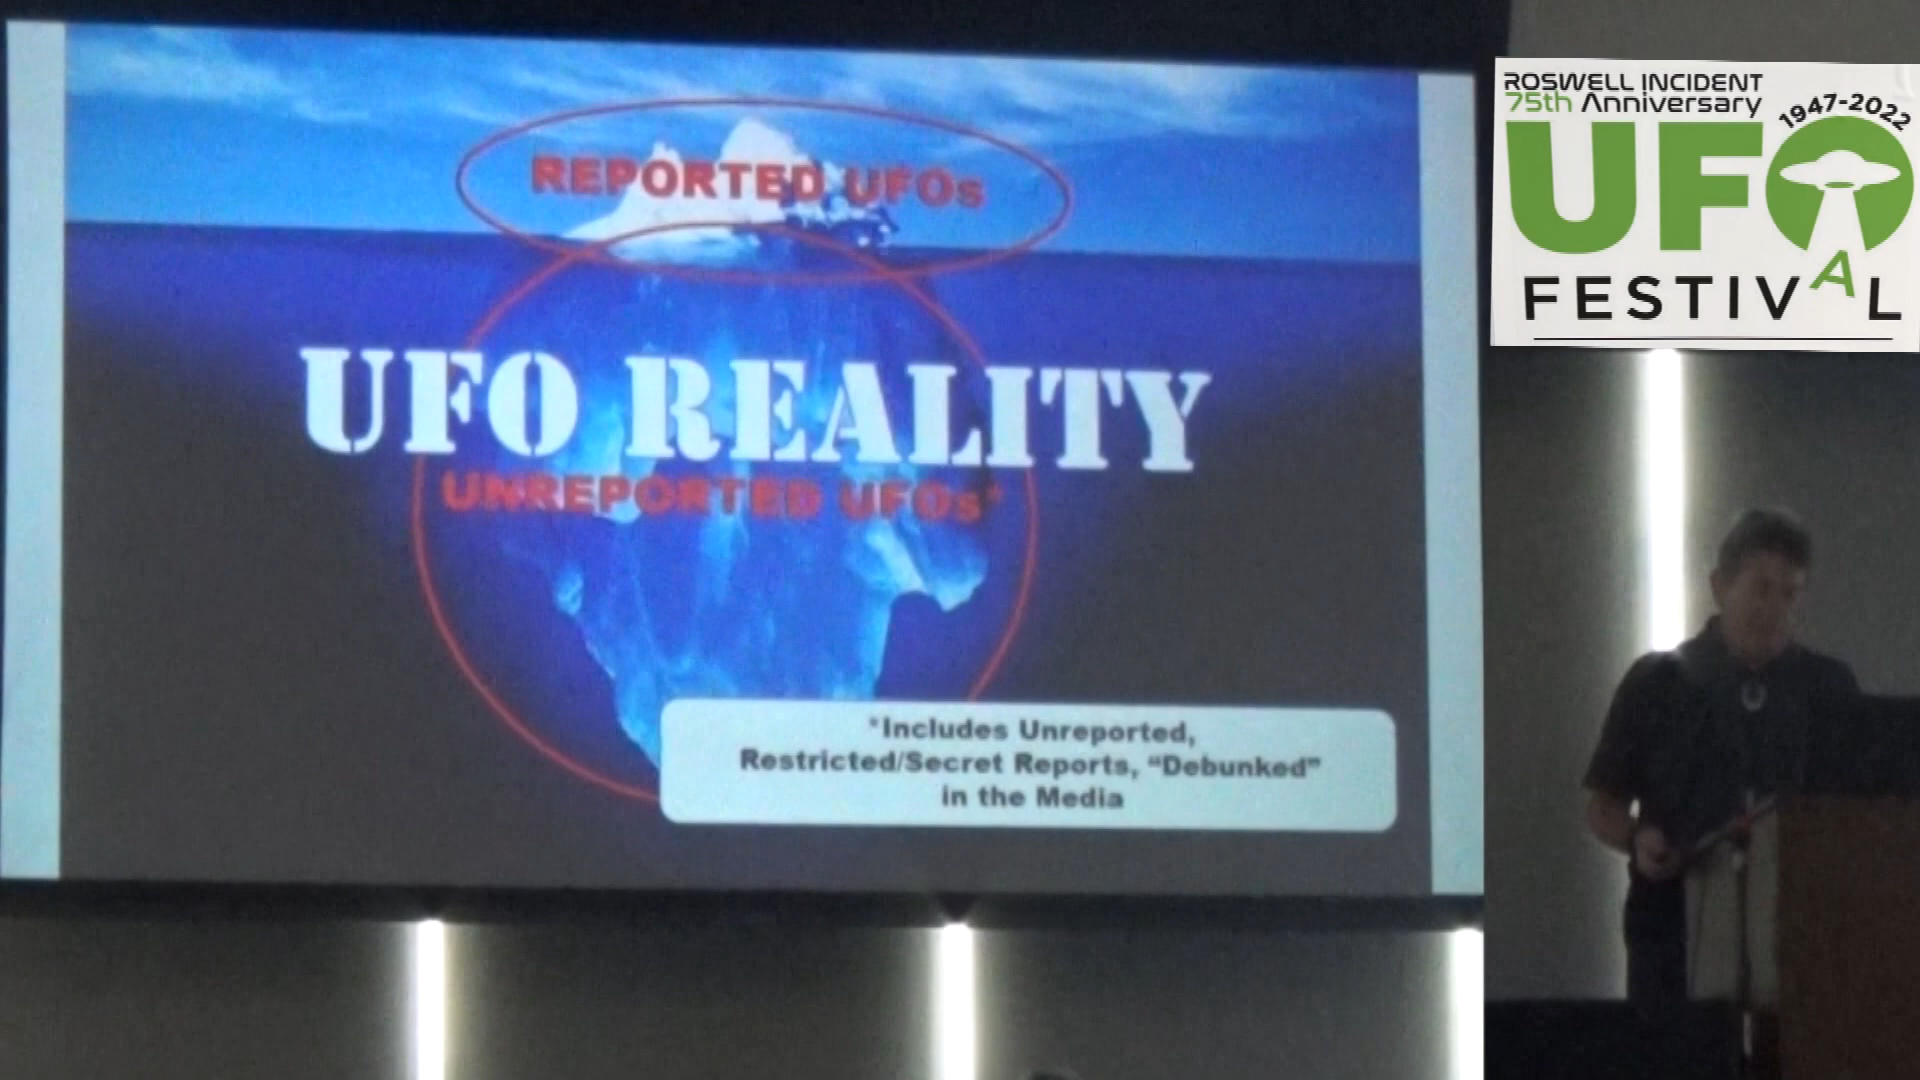 REPORTED UFOs
UFO REALITY
UNREPORTED UFOs*
*Includes Unreported,
Restricted/Secret Reports, “Debunked”
in the Media
ROSWELL INCIDENT
75th Anniversary
1947-2022
UFO
FESTIVAL